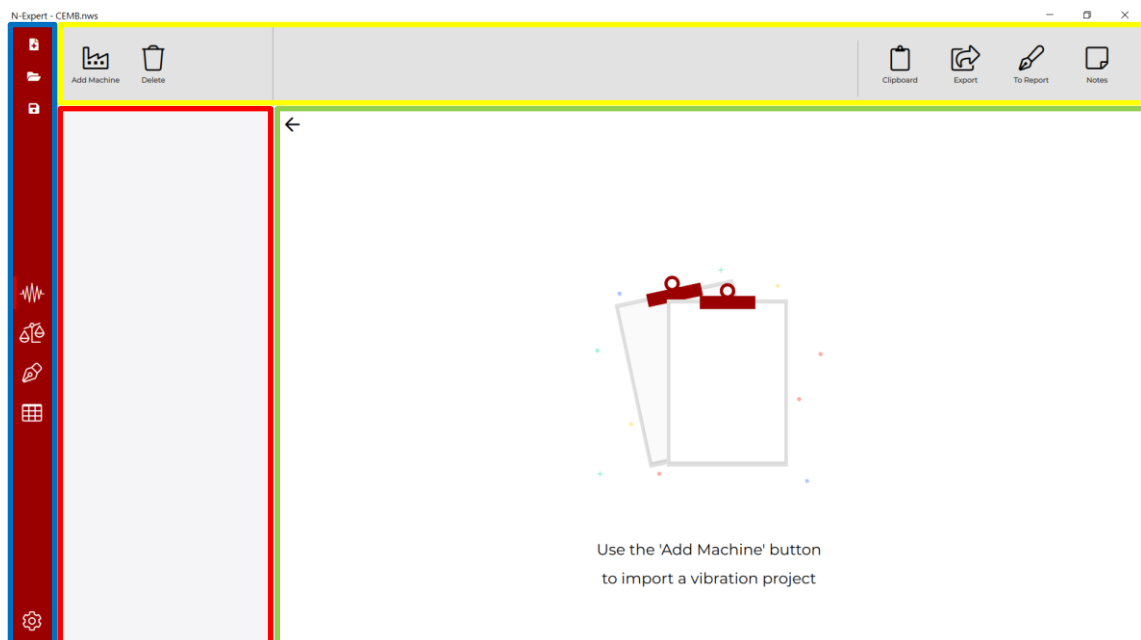 N-Expert - CEMB.nws
Add Machine
Delete
Clipboard
Export
To Report
Notes
Use the 'Add Machine' button
to import a vibration project